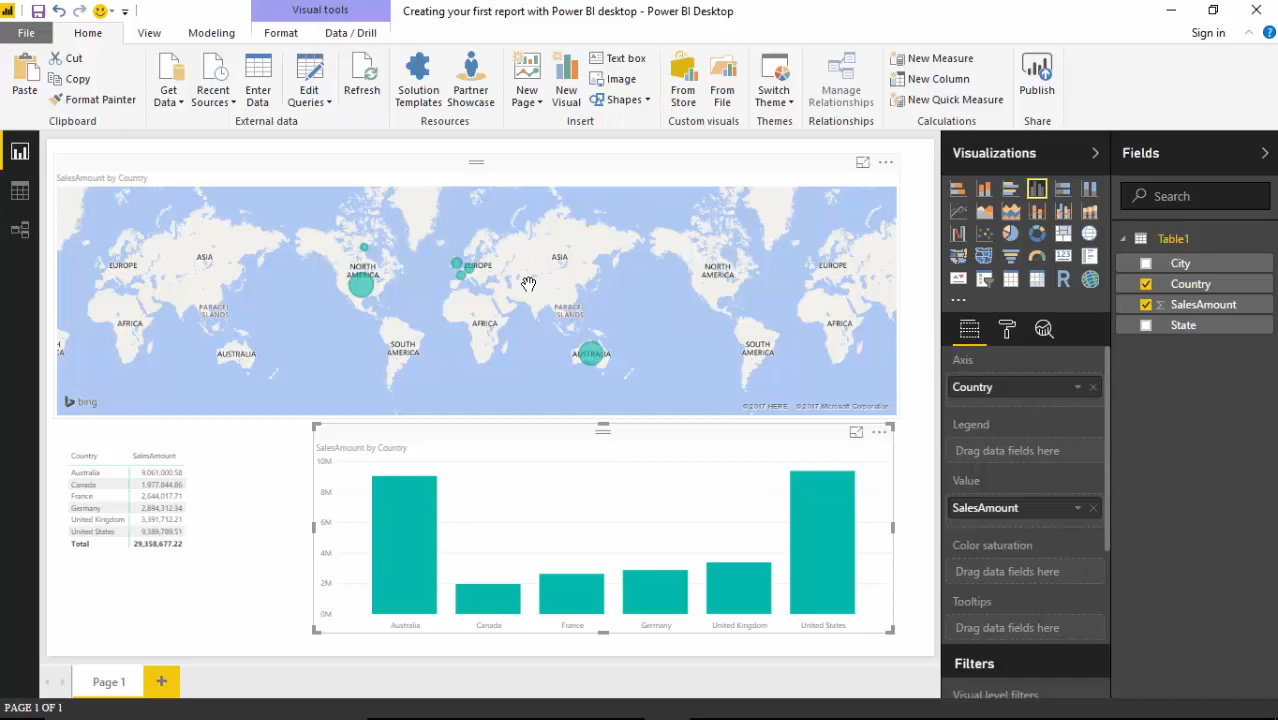 Visual tools
Creating your first report with Power BI desktop - Power BI Desktop
File
Home
View
Modeling
Format
Data / Drill
Sign in
Paste
Cut
Copy
Format Painter
Clipboard
Get Data
Recent Sources
Enter Data
Edit Queries
Refresh
External data
Solution Templates
Partner Showcase
Resources
New Page
New Visual
Text box
Image
Shapes
Insert
From Store
From File
Custom visuals
Switch Theme
Themes
Manage Relationships
Relationships
New Measure
New Column
New Quick Measure
Calculations
Publish
Share
SalesAmount by Country
EUROPE
ASIA
NORTH AMERICA
EUROPE
ASIA
NORTH AMERICA
EUROPE
PARACEL ISLANDS
PARACEL ISLANDS
AFRICA
AFRICA
AFRICA
AUSTRALIA
SOUTH AMERICA
AUSTRALIA
SOUTH AMERICA
AUSTRALIA
bing
© 2017 HERE © 2017 Microsoft Corporation
Country SalesAmount
Australia 9,061,000.58
Canada 1,977,844.86
France 2,644,017.71
Germany 2,894,312.34
United Kingdom 3,391,712.21
United States 9,389,789.51
Total 29,358,677.22
SalesAmount by Country
10M
8M
6M
4M
2M
0M
Australia Canada France Germany United Kingdom United States
Visualizations
R
123
Axis
Country
Legend
Drag data fields here
Value
SalesAmount
Color saturation
Drag data fields here
Tooltips
Drag data fields here
Filters
Visual level filters
Fields
Search
Table1
City
Country
Σ SalesAmount
State
Page 1
PAGE 1 OF 1